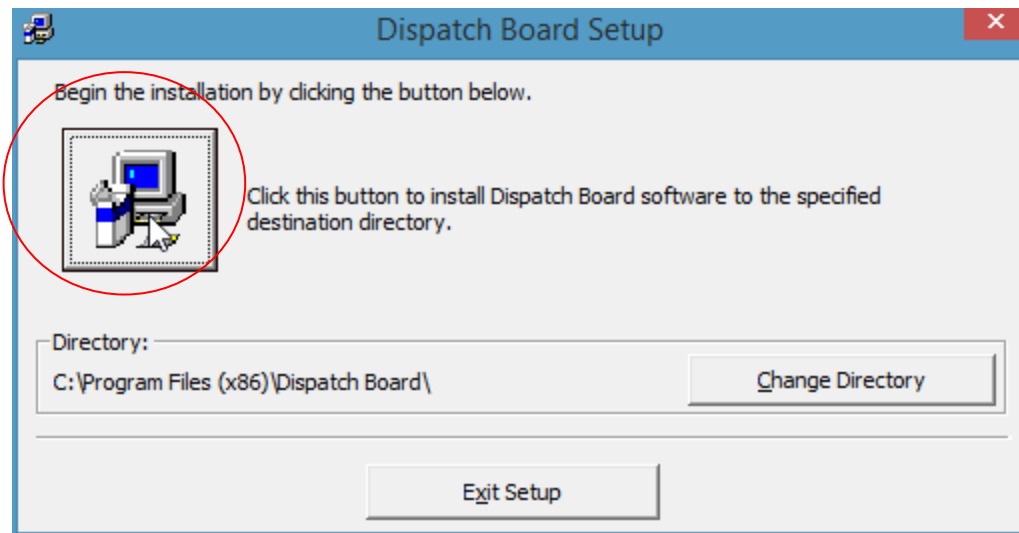 Dispatch Board Setup
Begin the installation by clicking the button below.
Click this button to install Dispatch Board software to the specified
destination directory.
Directory:
C:\Program Files (x86)\Dispatch Board\
Change Directory
Exit Setup